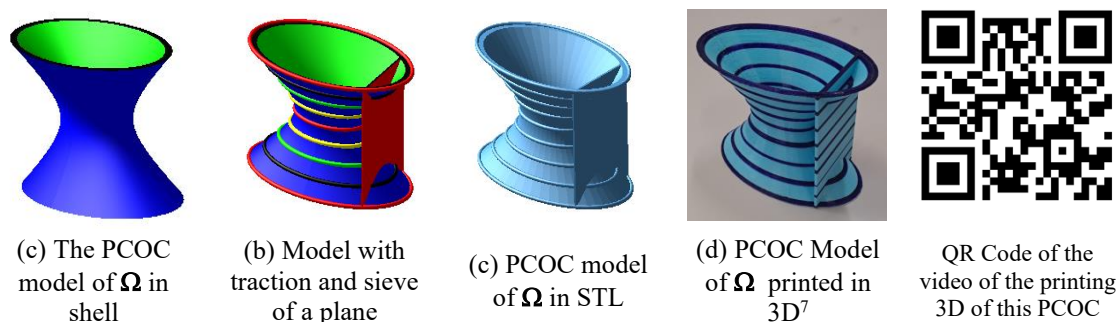 (c) The PCOC
model of Ω in
shell
(b) Model with
traction and sieve
of a plane
(c) PCOC model
of Ω in STL
(d) PCOC Model
of Ω printed in
3D7
QR Code of the
video of the printing
3D of this PCOC